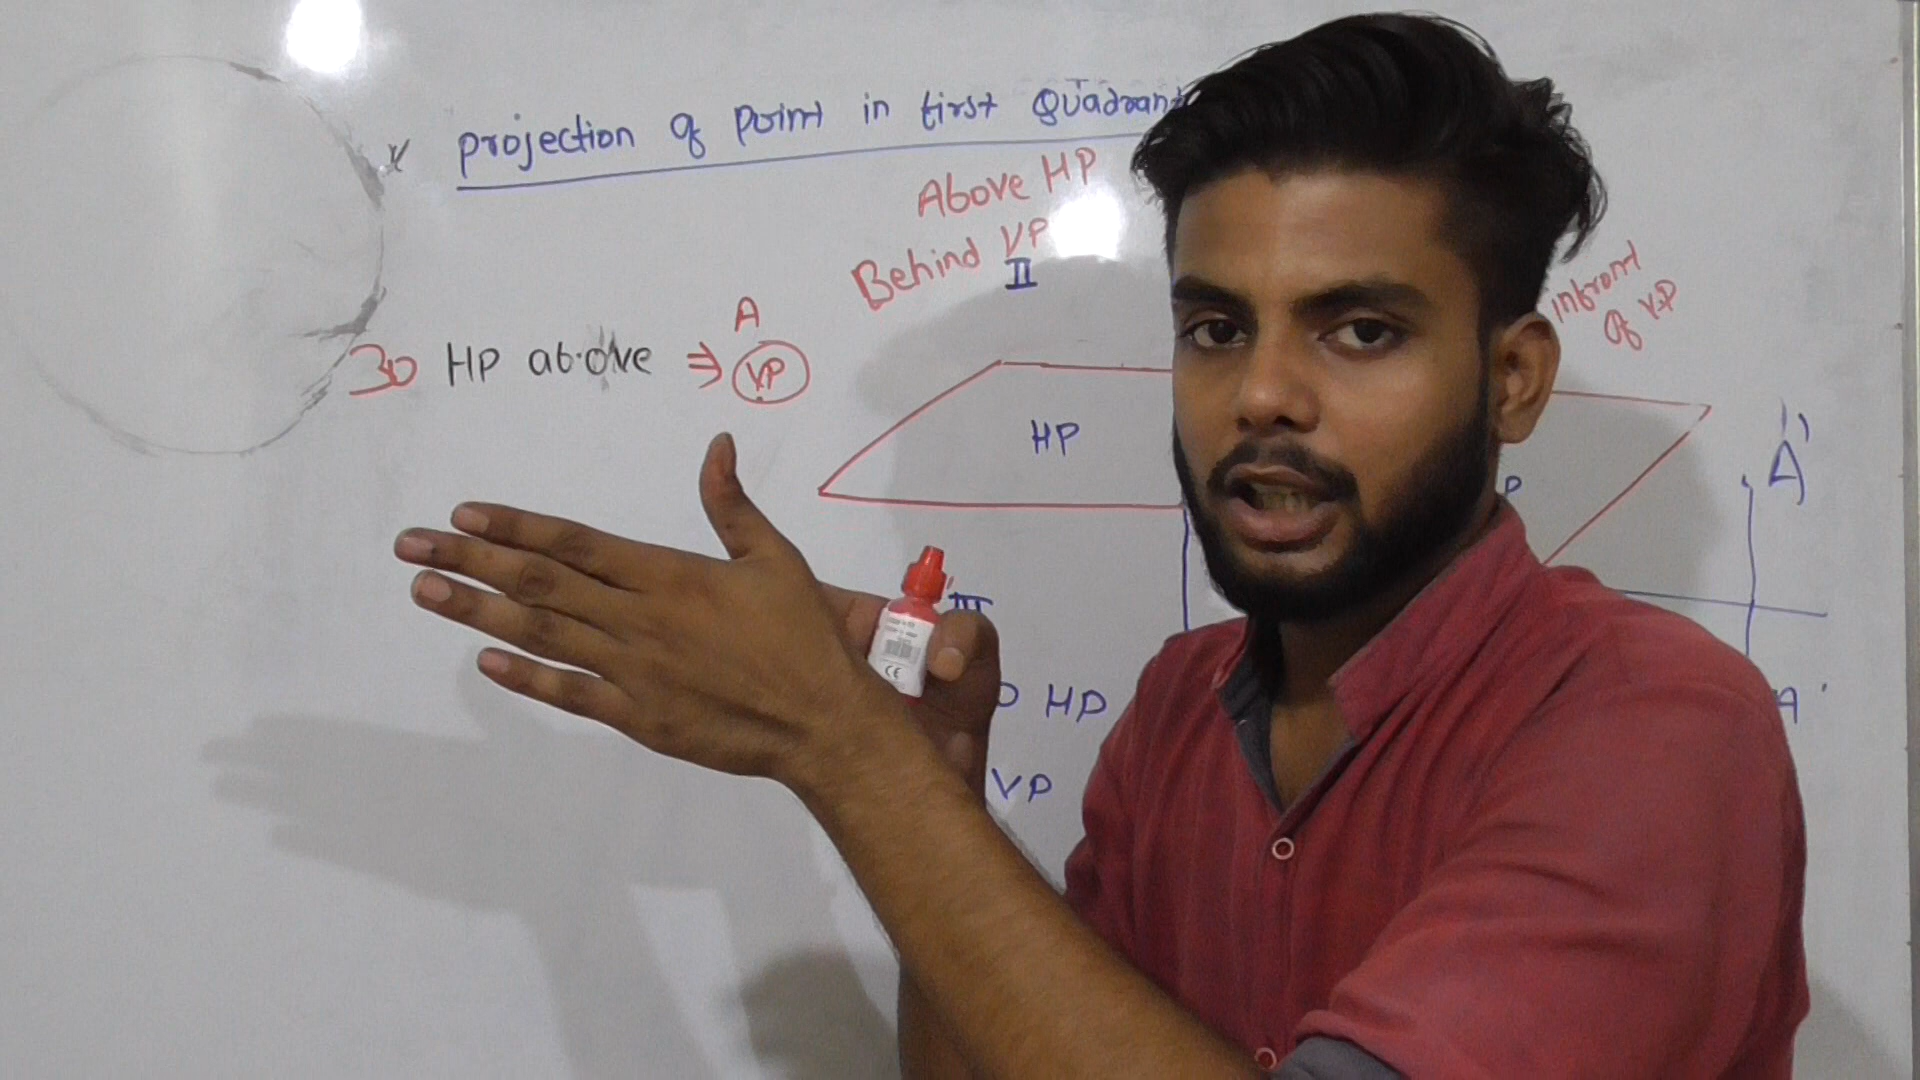 projection of point in first Quadrant
Above HP
Behind VP
II
infront
of VP
A
30 HP above ⇒ VP
HP
P
A'
III
HP
VP
A'
CE